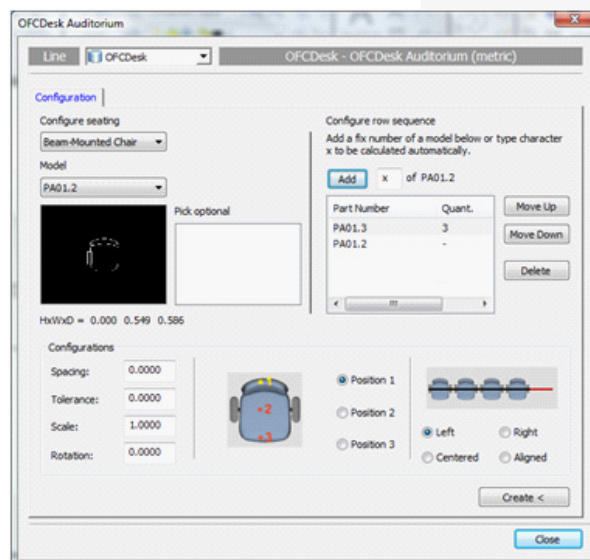 OFCDesk Auditorium
Line
OFCDesk
OFCDesk - OFCDesk Auditorium (metric)
Configuration
Configure seating
Beam-Mounted Chair
Model
PA01.2
Pick optional
HxWxD = 0.000 0.549 0.586
Configure row sequence
Add a fix number of a model below or type character
x to be calculated automatically.
Add x of PA01.2
Part Number Quant.
PA01.3 3
PA01.2 -
Move Up
Move Down
Delete
Configurations
Spacing: 0.0000
Tolerance: 0.0000
Scale: 1.0000
Rotation: 0.0000
1
2
3
Position 1
Position 2
Position 3
Left Right
Centered Aligned
Create <
Close